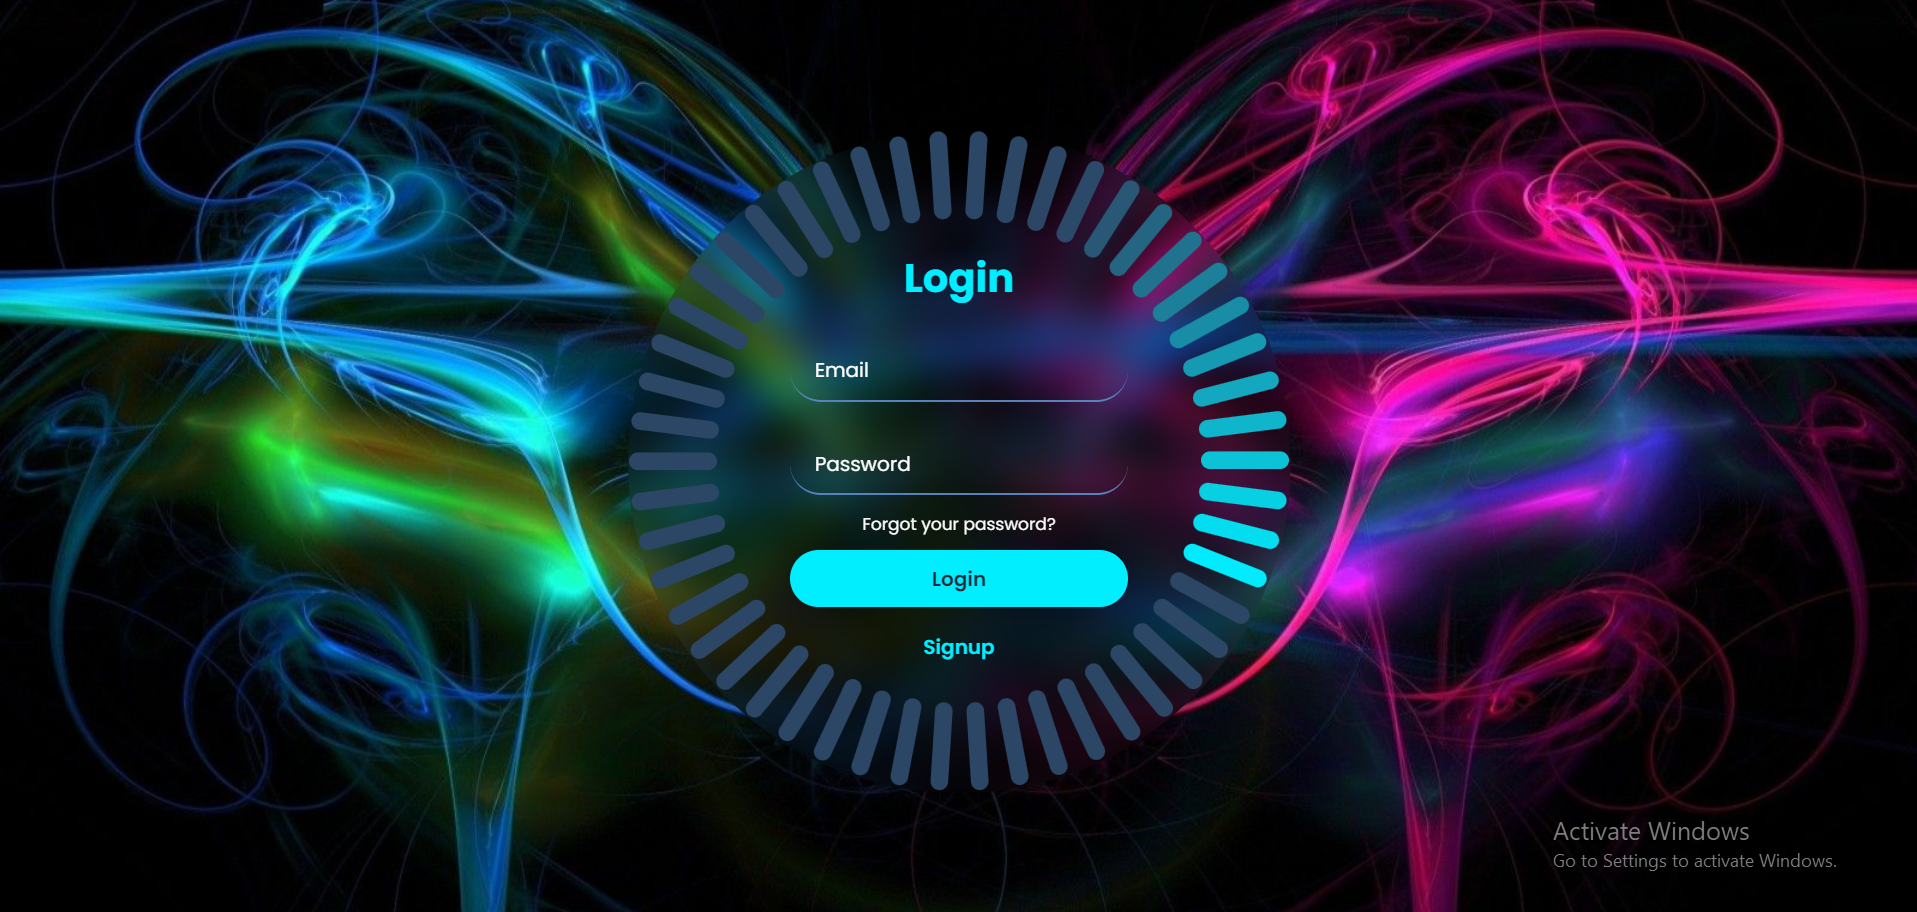 Login
Email
Password
Forgot your password?
Login
Signup
Activate Windows
Go to Settings to activate Windows.